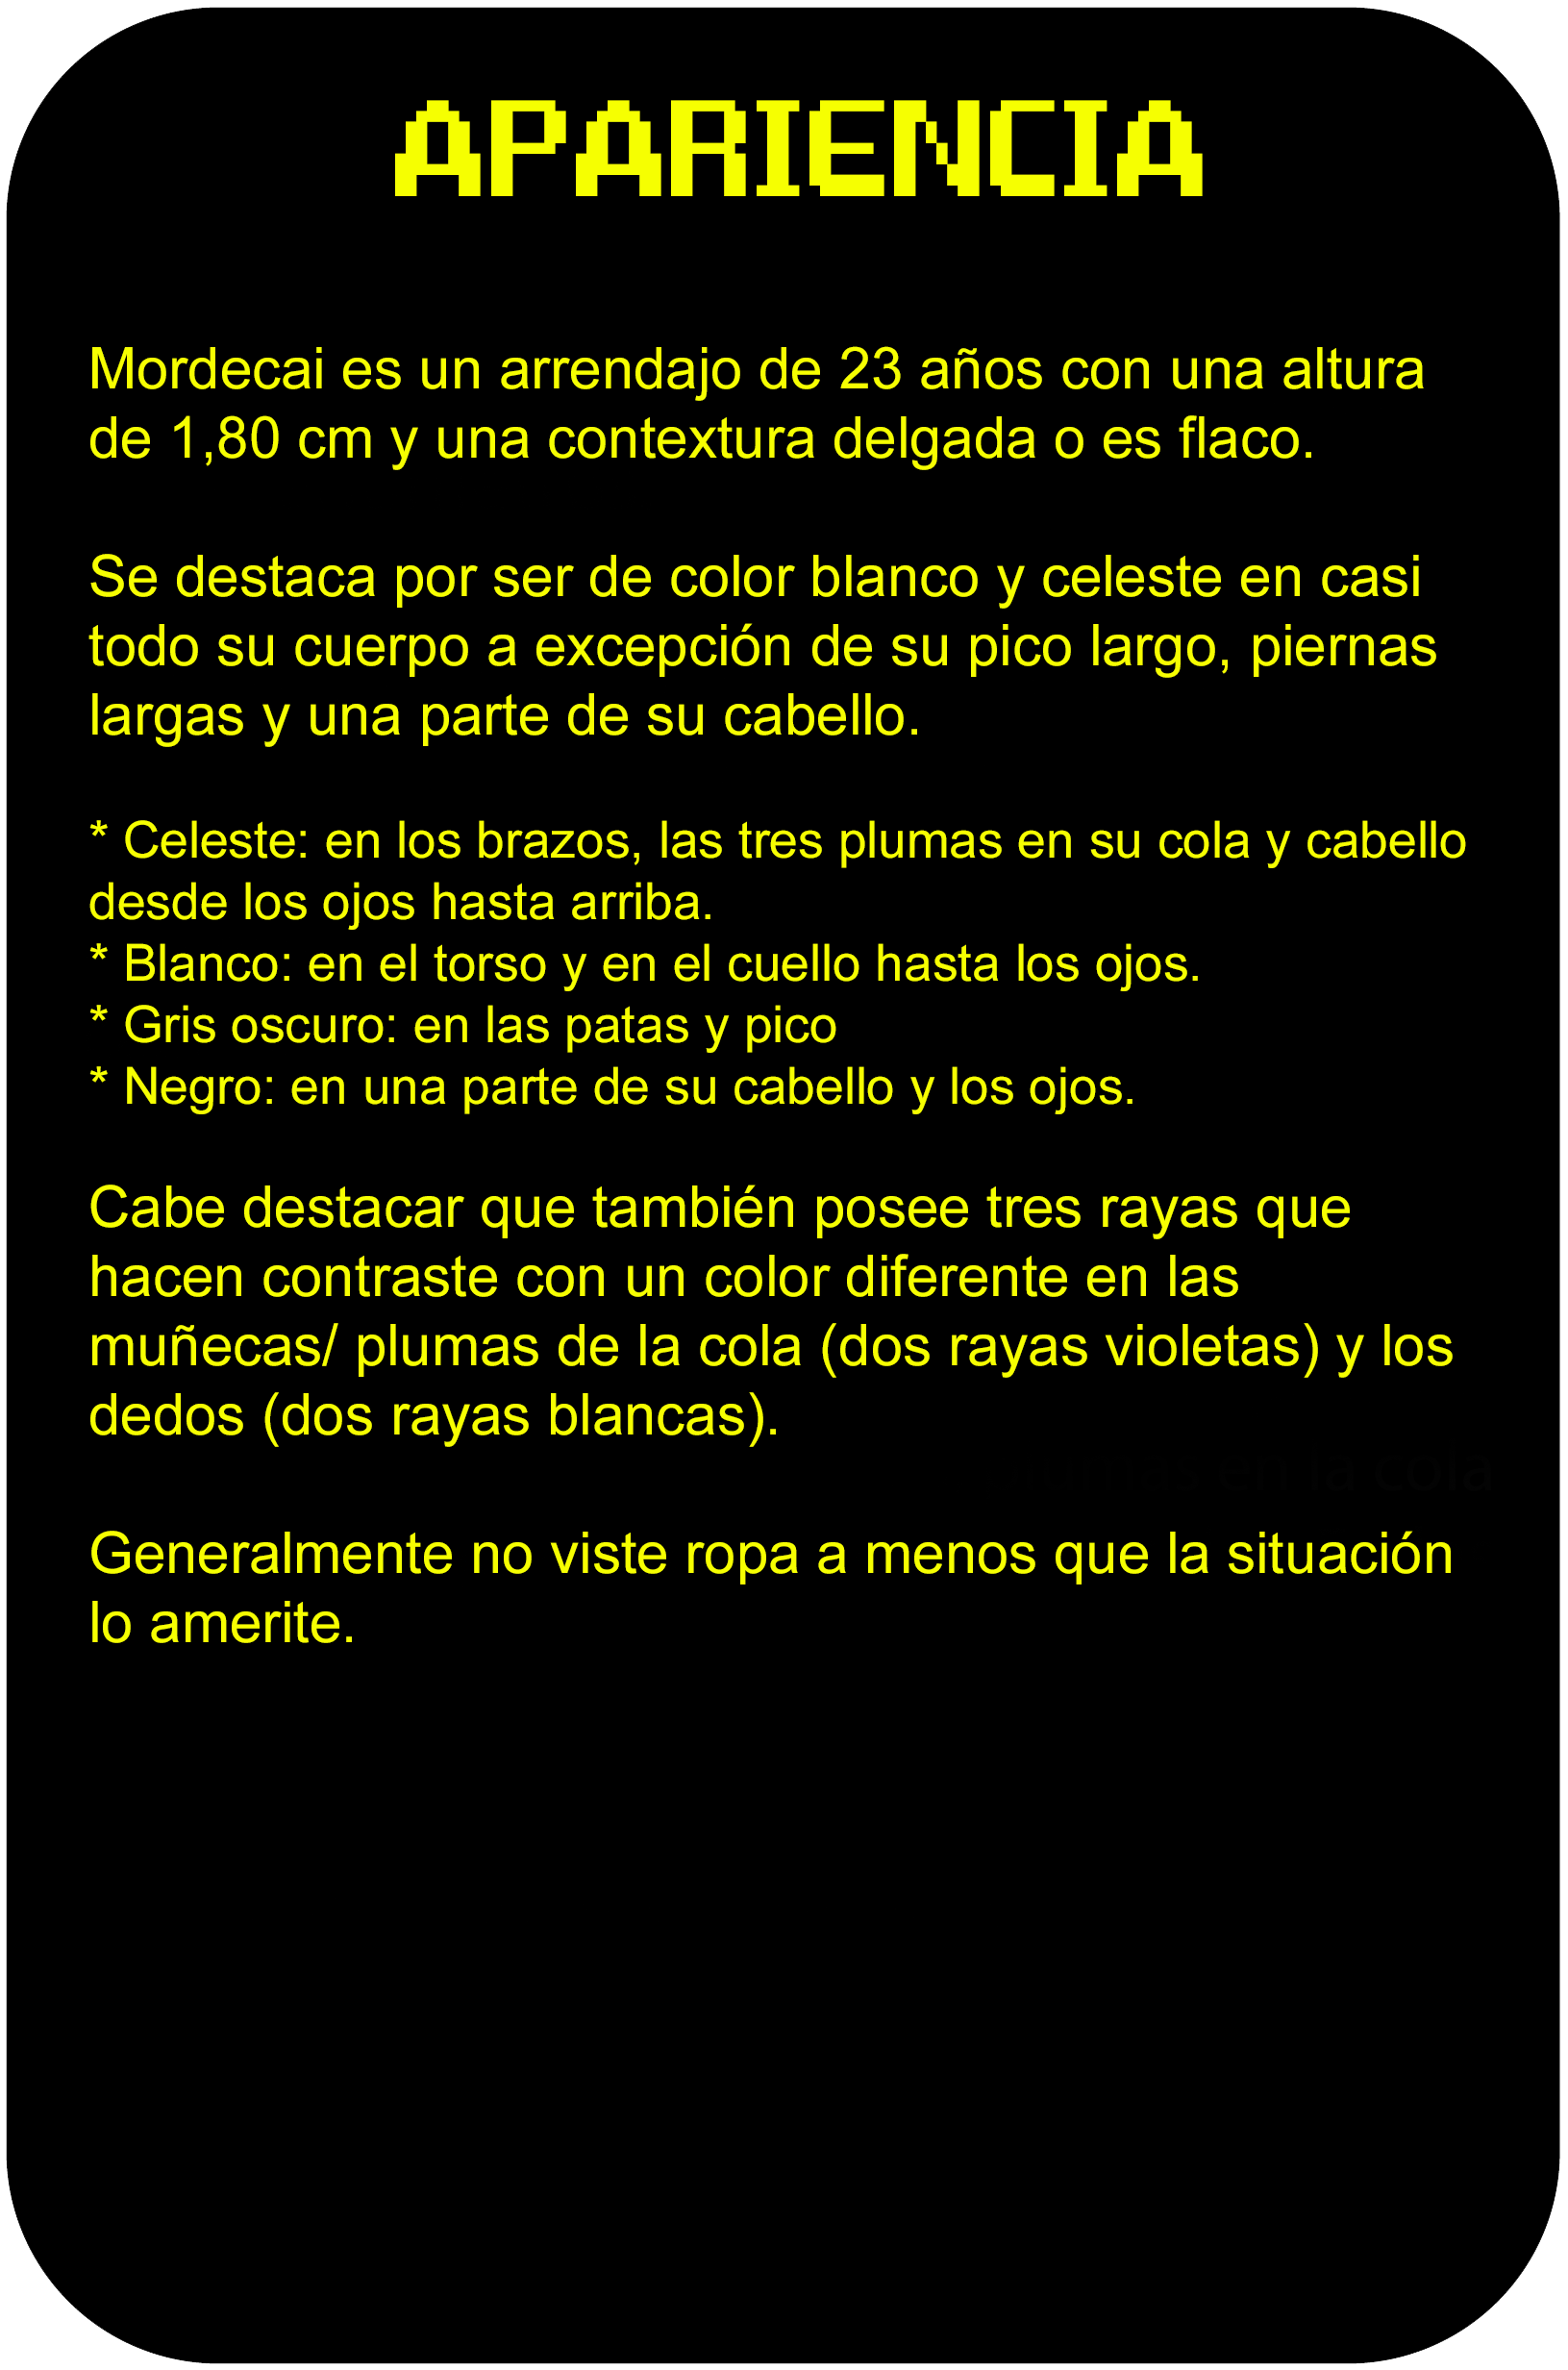 APARIENCIA
Mordecai es un arrendajo de 23 años con una altura
de 1,80 cm y una contextura delgada o es flaco.
Se destaca por ser de color blanco y celeste en casi
todo su cuerpo a excepción de su pico largo, piernas
largas y una parte de su cabello.
* Celeste: en los brazos, las tres plumas en su cola y cabello
desde los ojos hasta arriba.
* Blanco: en el torso y en el cuello hasta los ojos.
* Gris oscuro: en las patas y pico
* Negro: en una parte de su cabello y los ojos.
Cabe destacar que también posee tres rayas que
hacen contraste con un color diferente en las
muñecas/ plumas de la cola (dos rayas violetas) y los
dedos (dos rayas blancas).
en la cola
Generalmente no viste ropa a menos que la situación
lo amerite.